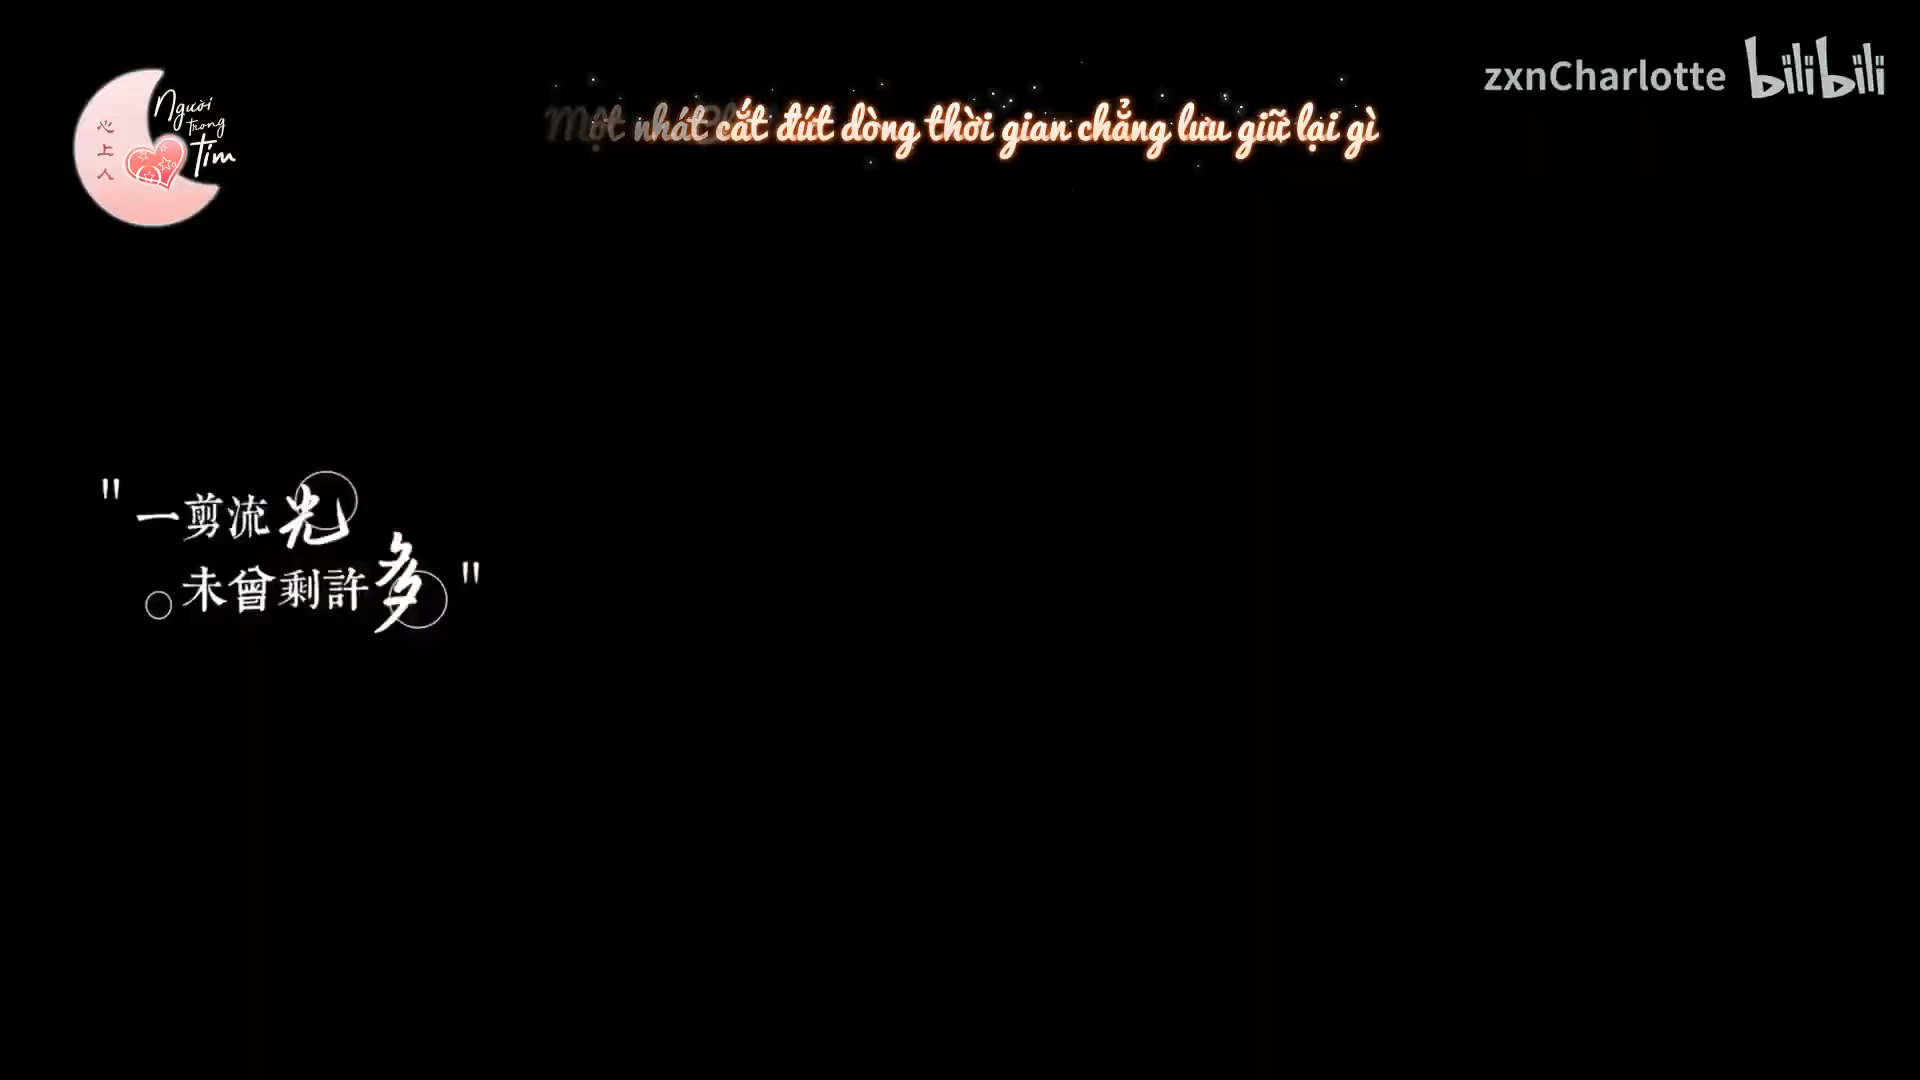 心上人
Người
trong
tím
Một nhát cắt đứt dòng thời gian chẳng lưu giữ lại gì
zxnCharlotte bilibili
"一剪流光
未曾剩許多"